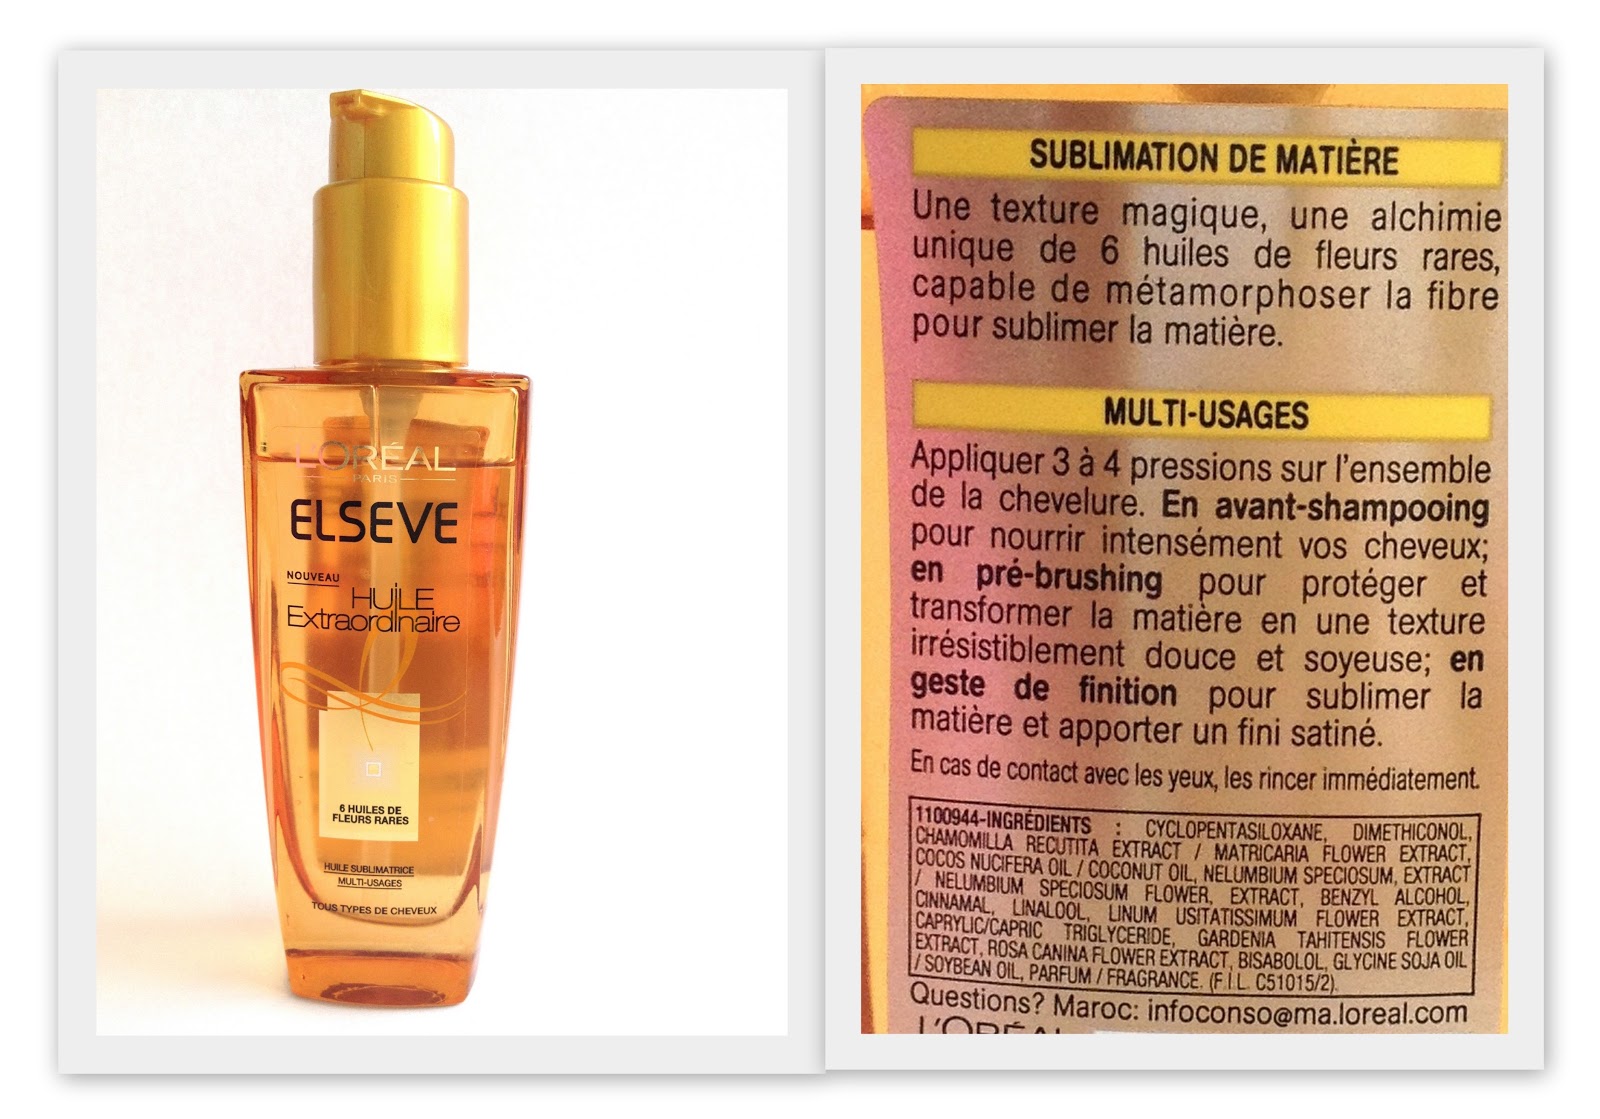 L'ORÉAL
PARIS
ELSEVE
NOUVEAU
HUILE
Extraordinaire
6 HUILES DE
FLEURS RARES
HUILE SUBLIMATRICE
MULTI-USAGES
TOUS TYPES DE CHEVEUX
SUBLIMATION DE MATIÈRE
Une texture magique, une alchimie
unique de 6 huiles de fleurs rares,
capable de métamorphoser la fibre
pour sublimer la matière.
MULTI-USAGES
Appliquer 3 à 4 pressions sur l'ensemble
de la chevelure. En avant-shampooing
pour nourrir intensément vos cheveux;
en pré-brushing pour protéger et
transformer la matière en une texture
irrésistiblement douce et soyeuse; en
geste de finition pour sublimer la
matière et apporter un fini satiné.
En cas de contact avec les yeux, les rincer immédiatement.
1100944-INGRÉDIENTS : CYCLOPENTASILOXANE, DIMETHICONOL,
CHAMOMILLA RECUTITA EXTRACT / MATRICARIA FLOWER EXTRACT,
COCOS NUCIFERA OIL / COCONUT OIL, NELUMBIUM SPECIOSUM, EXTRACT
/ NELUMBIUM SPECIOSUM FLOWER, EXTRACT, BENZYL ALCOHOL,
CINNAMAL, LINALOOL, LINUM USITATISSIMUM FLOWER EXTRACT,
CAPRYLIC/CAPRIC TRIGLYCERIDE, GARDENIA TAHITENSIS FLOWER
EXTRACT, ROSA CANINA FLOWER EXTRACT, BISABOLOL, GLYCINE SOJA OIL
/ SOYBEAN OIL, PARFUM / FRAGRANCE. (F.I.L. C51015/2).
Questions? Maroc: infoconso@ma.loreal.com
L'ORÉAL